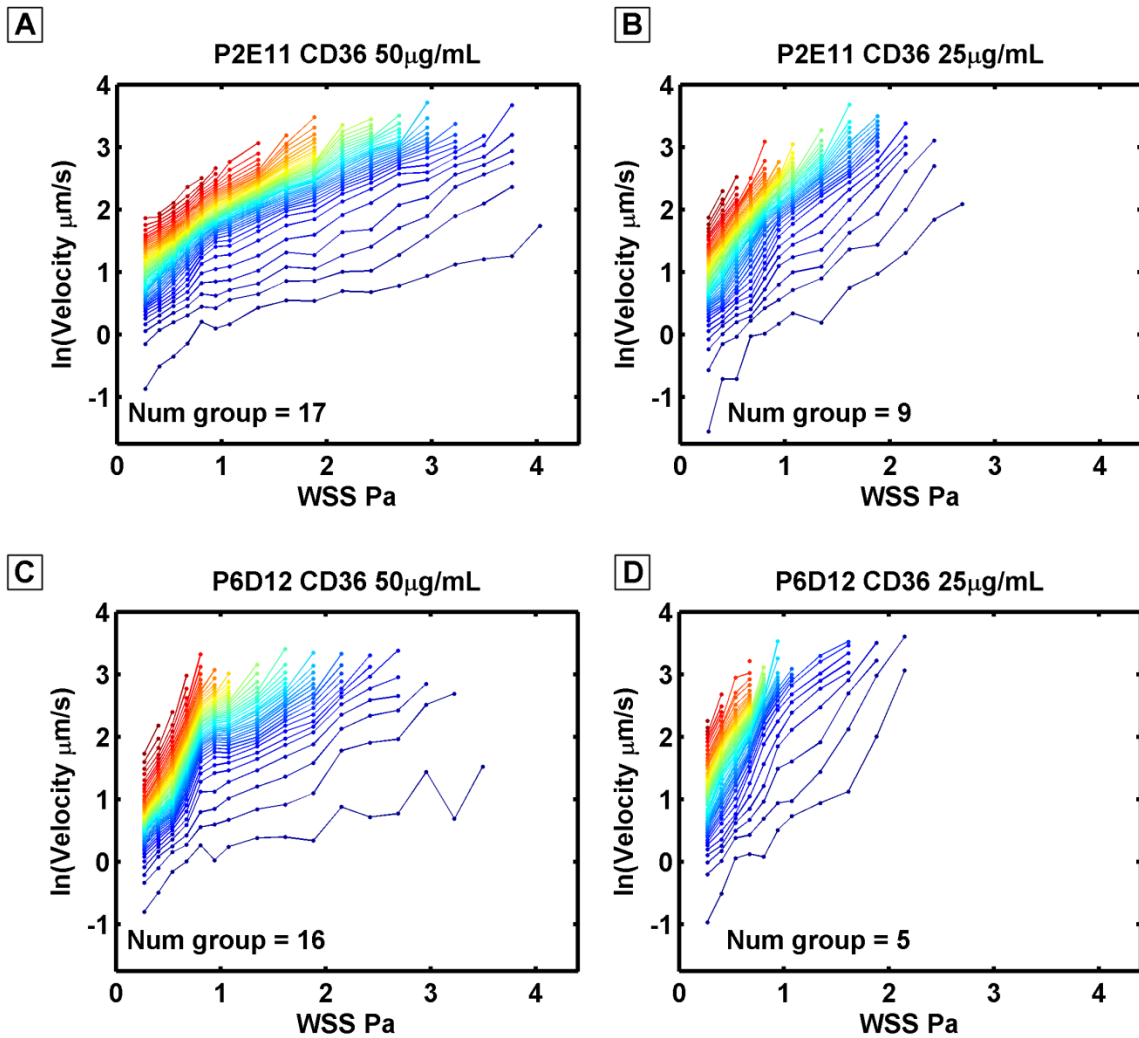 A
P2E11 CD36 50μg/mL
ln(Velocity μm/s)
4
3
2
1
0
-1
Num group = 17
0 1 2 3 4
WSS Pa
B
P2E11 CD36 25μg/mL
ln(Velocity μm/s)
4
3
2
1
0
-1
Num group = 9
0 1 2 3 4
WSS Pa
C
P6D12 CD36 50μg/mL
ln(Velocity μm/s)
4
3
2
1
0
-1
Num group = 16
0 1 2 3 4
WSS Pa
D
P6D12 CD36 25μg/mL
ln(Velocity μm/s)
4
3
2
1
0
-1
Num group = 5
0 1 2 3 4
WSS Pa